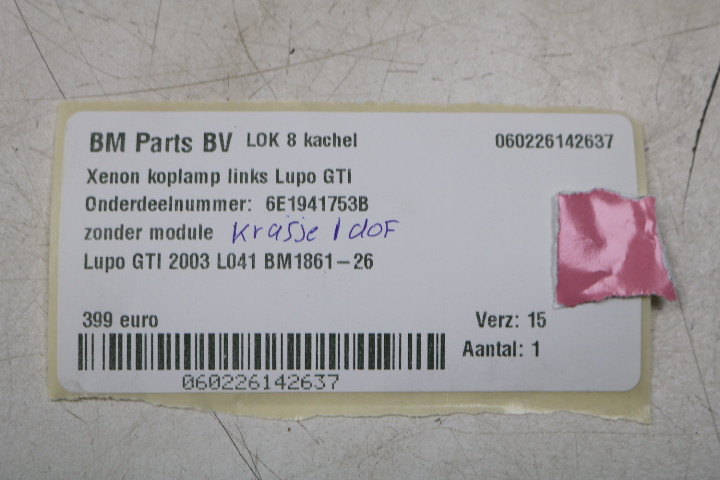 BM Parts BV LOK 8 kachel 060226142637
Xenon koplamp links Lupo GTI
Onderdeelnummer: 6E1941753B
zonder module krasje / dof
Lupo GTI 2003 L041 BM1861-26
399 euro Verz: 15
Aantal: 1
060226142637